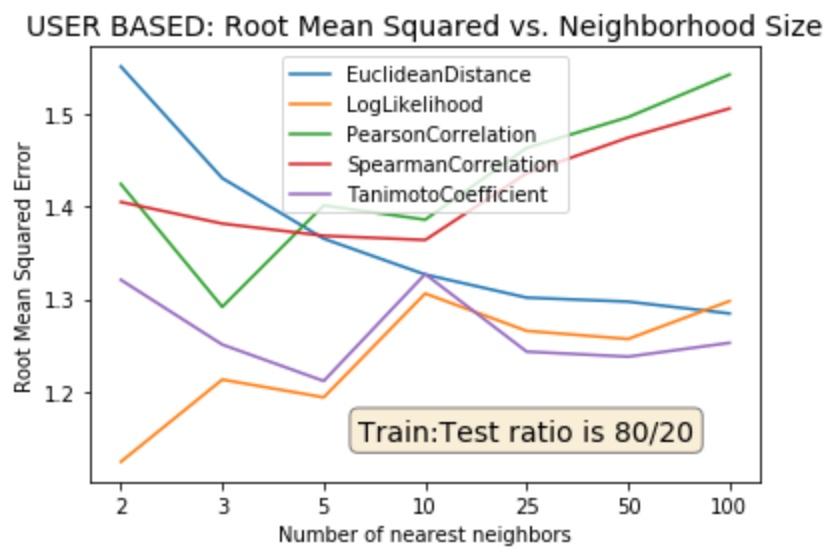 USER BASED: Root Mean Squared vs. Neighborhood Size
EuclideanDistance
LogLikelihood
PearsonCorrelation
SpearmanCorrelation
TanimotoCoefficient
Root Mean Squared Error
1.5
1.4
1.3
1.2
Train:Test ratio is 80/20
2 3 5 10 25 50 100
Number of nearest neighbors